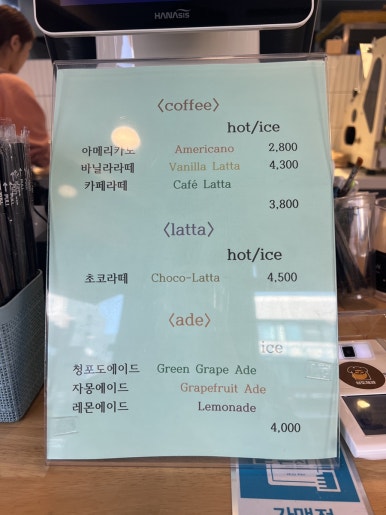 HANAsis
〈coffee〉
hot/ice
아메리카노 Americano 2,800
바닐라라떼 Vanilla Latta 4,300
카페라떼 Café Latta
3,800
〈latta〉
hot/ice
초코라떼 Choco-Latta 4,500
〈ade〉
ice
청포도에이드 Green Grape Ade
자몽에이드 Grapefruit Ade
레몬에이드 Lemonade
4,000
가맹점